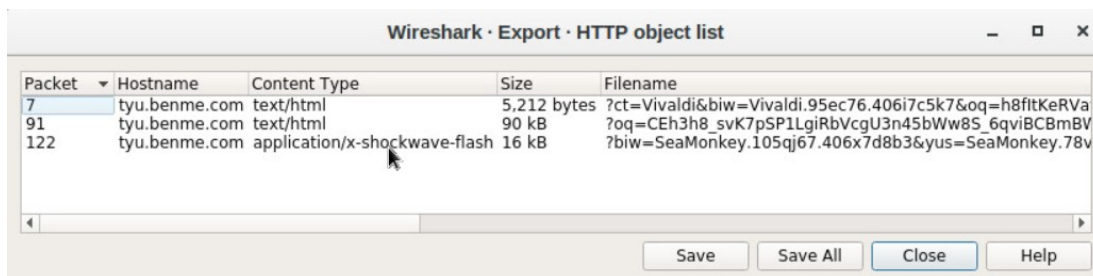 Wireshark · Export · HTTP object list
Packet Hostname Content Type Size Filename
7 tyu.benme.com text/html 5,212 bytes ?ct=Vivaldi&biw=Vivaldi.95ec76.406i7c5k7&oq=h8fItKeRVa
91 tyu.benme.com text/html 90 kB ?oq=CEh3h8_svK7pSP1LgiRbVcgU3n45bWw8S_6qviBCBmBW
122 tyu.benme.com application/x-shockwave-flash 16 kB ?biw=SeaMonkey.105qj67.406x7d8b3&yus=SeaMonkey.78v
Save Save All Close Help